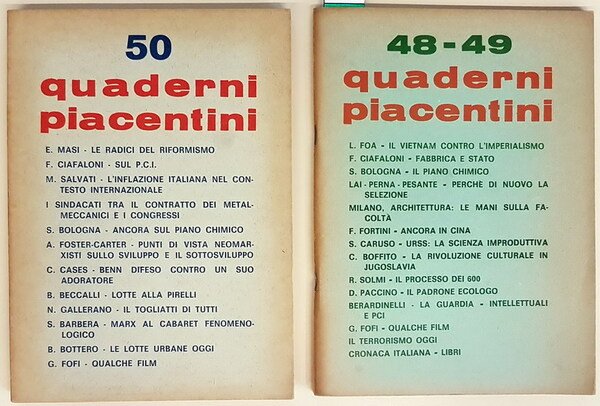 50
quaderni
piacentini
E. MASI - LE RADICI DEL RIFORMISMO
F. CIAFALONI - SUL P.C.I.
M. SALVATI - L'INFLAZIONE ITALIANA NEL CON-
TESTO INTERNAZIONALE
I SINDACATI TRA IL CONTRATTO DEI METAL-
MECCANICI E I CONGRESSI
S. BOLOGNA - ANCORA SUL PIANO CHIMICO
A. FOSTER-CARTER - PUNTI DI VISTA NEOMAR-
XISTI SULLO SVILUPPO E IL SOTTOSVILUPPO
C. CASES - BENN DIFESO CONTRO UN SUO
ADORATORE
B. BECCALLI - LOTTE ALLA PIRELLI
N. GALLERANO - IL TOGLIATTI DI TUTTI
S. BARBERA - MARX AL CABARET FENOMENO-
LOGICO
B. BOTTERO - LE LOTTE URBANE OGGI
G. FOFI - QUALCHE FILM
48-49
quaderni
piacentini
L. FOA - IL VIETNAM CONTRO L'IMPERIALISMO
F. CIAFALONI - FABBRICA E STATO
S. BOLOGNA - IL PIANO CHIMICO
LAI - PERNA - PESANTE - PERCHE DI NUOVO LA
SELEZIONE
MILANO, ARCHITETTURA: LE MANI SULLA FA-
COLTÀ
F. FORTINI - ANCORA IN CINA
S. CARUSO - URSS: LA SCIENZA IMPRODUTTIVA
C. BOFFITO - LA RIVOLUZIONE CULTURALE IN
JUGOSLAVIA
R. SOLMI - IL PROCESSO DEI 600
D. PACCINO - IL PADRONE ECOLOGO
BERARDINELLI - LA GUARDIA - INTELLETTUALI
E PCI
G. FOFI - QUALCHE FILM
IL TERRORISMO OGGI
CRONACA ITALIANA - LIBRI